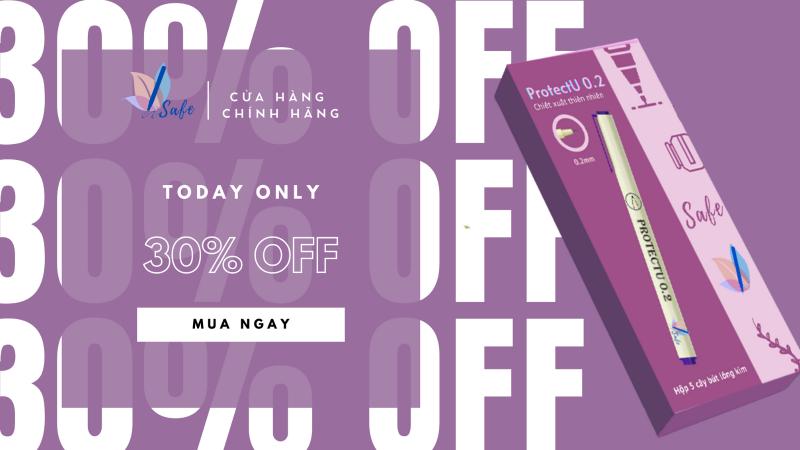 30% OFF
Safe
CỬA HÀNG
CHÍNH HÃNG
TODAY ONLY
30% OFF
30% OFF
MUA NGAY
30% OFF
ProtectU 0.2
Chiết xuất thiên nhiên
0.2mm
PROTECTU 0.2
Safe
Safe
Hộp 5 cây bút lông kim